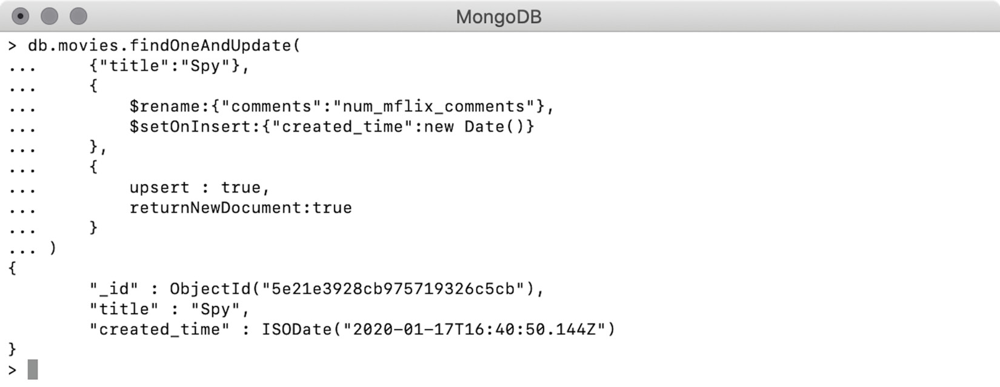 MongoDB
> db.movies.findOneAndUpdate(
...     {"title":"Spy"},
...     {
...         $rename:{"comments":"num_mflix_comments"},
...         $setOnInsert:{"created_time":new Date()}
...     },
...     {
...         upsert : true,
...         returnNewDocument:true
...     }
... )
{
        "_id" : ObjectId("5e21e3928cb975719326c5cb"),
        "title" : "Spy",
        "created_time" : ISODate("2020-01-17T16:40:50.144Z")
}
>